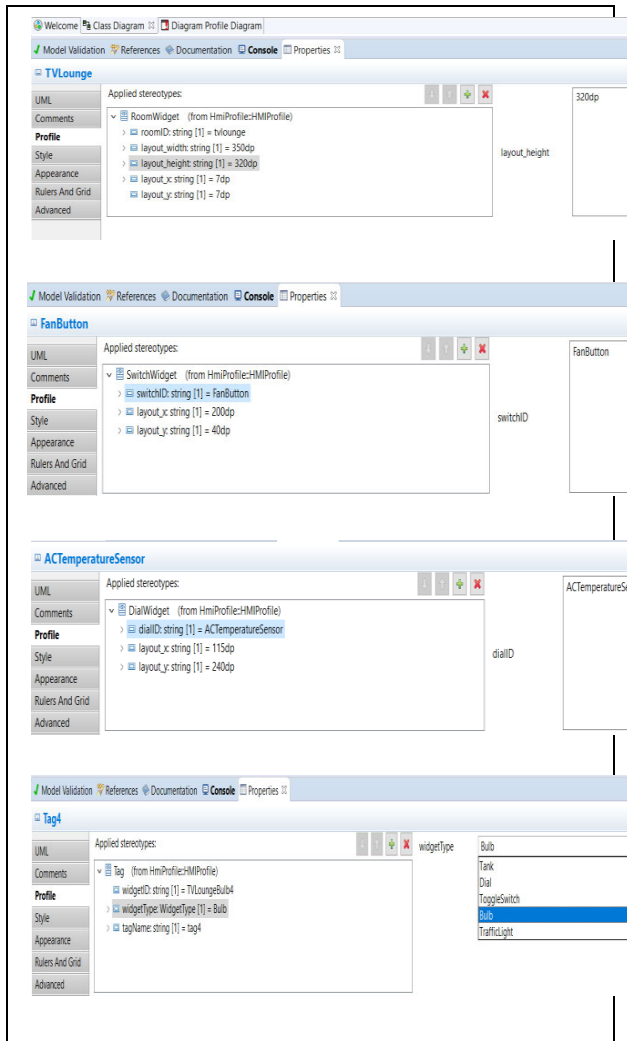 Welcome Class Diagram Diagram Profile Diagram
Model Validation References Documentation Console Properties
TVLounge
UML
Comments
Profile
Style
Appearance
Rulers And Grid
Advanced
Applied stereotypes:
RoomWidget (from HmiProfile::HMIProfile)
roomID: string [1] = tvlounge
layout_width: string [1] = 350dp
layout_height: string [1] = 320dp
layout_x: string [1] = 7dp
layout_y: string [1] = 7dp
layout_height
320dp
Model Validation References Documentation Console Properties
FanButton
UML
Comments
Profile
Style
Appearance
Rulers And Grid
Advanced
Applied stereotypes:
SwitchWidget (from HmiProfile::HMIProfile)
switchID: string [1] = FanButton
layout_x: string [1] = 200dp
layout_y: string [1] = 40dp
switchID
FanButton
ACTemperatureSensor
UML
Comments
Profile
Style
Appearance
Rulers And Grid
Advanced
Applied stereotypes:
DialWidget (from HmiProfile::HMIProfile)
dialID: string [1] = ACTemperatureSensor
layout_x: string [1] = 115dp
layout_y: string [1] = 240dp
dialID
ACTemperatureSe
Model Validation References Documentation Console Properties
Tag4
UML
Comments
Profile
Style
Appearance
Rulers And Grid
Advanced
Applied stereotypes:
Tag (from HmiProfile::HMIProfile)
widgetID: string [1] = TVLoungeBulb4
widgetType: WidgetType [1] = Bulb
tagName: string [1] = tag4
widgetType
Bulb
Tank
Dial
ToggleSwitch
Bulb
TrafficLight